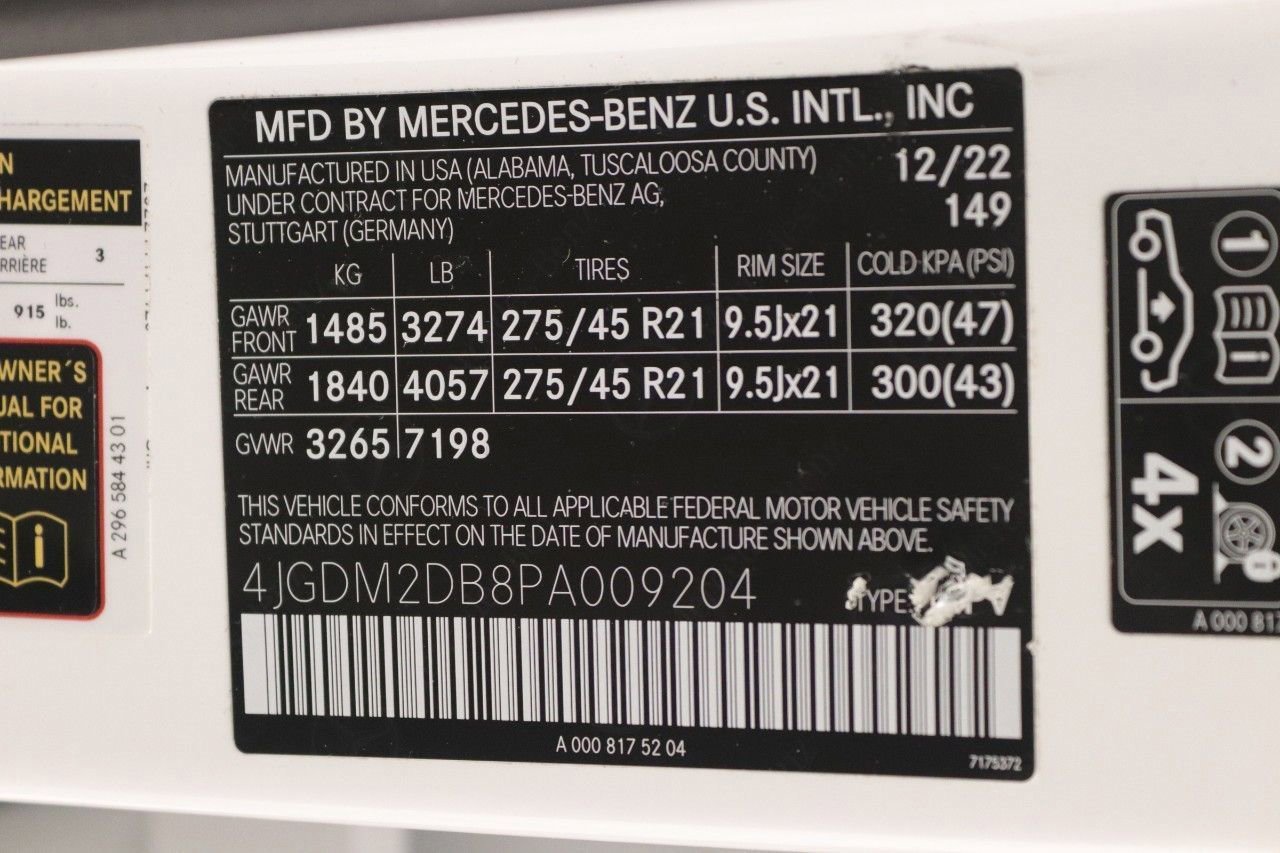 N
HARGEMENT
EAR
RRIÈRE
3
915 lbs.
lb.
WNER´S
UAL FOR
TIONAL
RMATION
i
A 296 584 43 01
MFD BY MERCEDES-BENZ U.S. INTL., INC
MANUFACTURED IN USA (ALABAMA, TUSCALOOSA COUNTY) 12/22
UNDER CONTRACT FOR MERCEDES-BENZ AG, 149
STUTTGART (GERMANY)
KG LB TIRES RIM SIZE COLD KPA (PSI)
GAWR FRONT 1485 3274 275/45 R21 9.5Jx21 320(47)
GAWR REAR 1840 4057 275/45 R21 9.5Jx21 300(43)
GVWR 3265 7198
THIS VEHICLE CONFORMS TO ALL APPLICABLE FEDERAL MOTOR VEHICLE SAFETY
STANDARDS IN EFFECT ON THE DATE OF MANUFACTURE SHOWN ABOVE.
4JGDM2DB8PA009204 TYPE:
A 000 817 52 04
7175372
1
i
2
4x
A 000 817